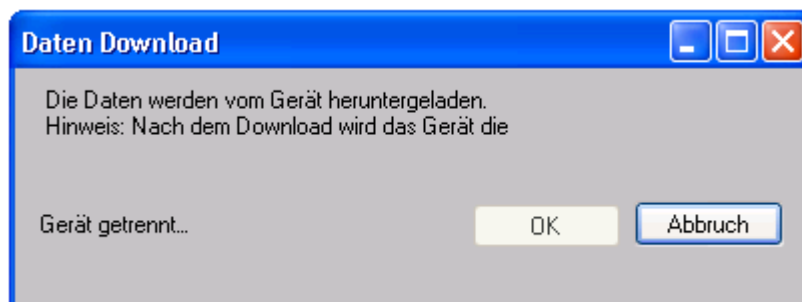 Daten Download
Die Daten werden vom Gerät heruntergeladen.
Hinweis: Nach dem Download wird das Gerät die
Gerät getrennt...
OK
Abbruch